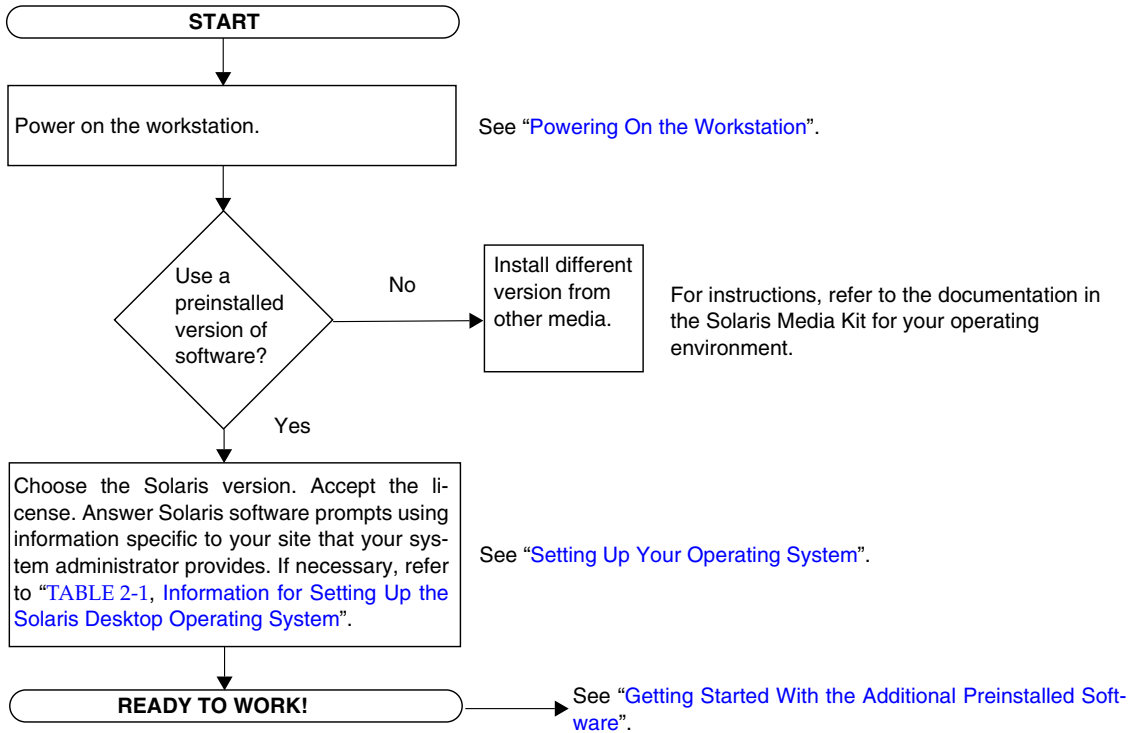 START
Power on the workstation.
See “Powering On the Workstation”.
Use a
preinstalled
version of
software?
No
Install different
version from
other media.
For instructions, refer to the documentation in
the Solaris Media Kit for your operating
environment.
Yes
Choose the Solaris version. Accept the li-
cense. Answer Solaris software prompts using
information specific to your site that your sys-
tem administrator provides. If necessary, refer
to “TABLE 2-1, Information for Setting Up the
Solaris Desktop Operating System”.
See “Setting Up Your Operating System”.
READY TO WORK!
See “Getting Started With the Additional Preinstalled Soft-
ware”.